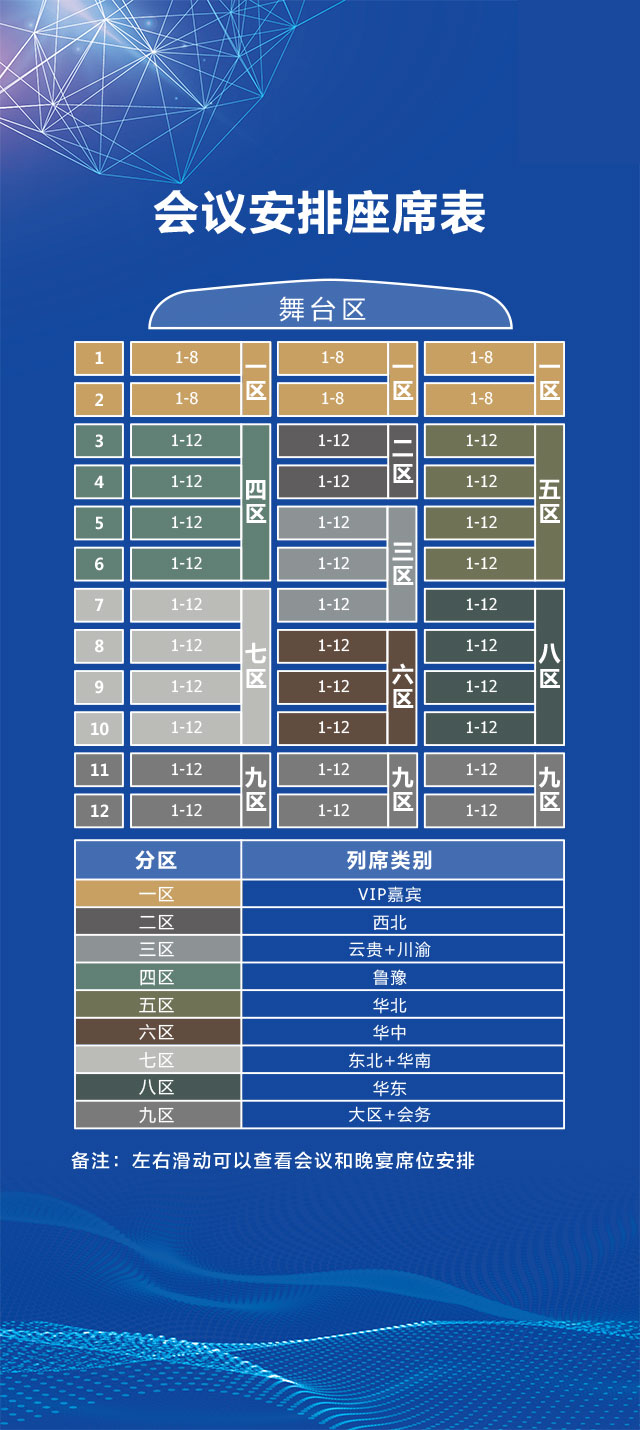 会议安排座席表
舞台区
1 1-8 一区 1-8 一区 1-8 一区
2 1-8 1-8 1-8
3 1-12 四区 1-12 二区 1-12 五区
4 1-12 1-12 1-12
5 1-12 1-12 三区 1-12
6 1-12 1-12 1-12
7 1-12 七区 1-12 1-12 八区
8 1-12 1-12 六区 1-12
9 1-12 1-12 1-12
10 1-12 1-12 1-12
11 1-12 九区 1-12 九区 1-12 九区
12 1-12 1-12 1-12
分区 列席类别
一区 VIP嘉宾
二区 西北
三区 云贵+川渝
四区 鲁豫
五区 华北
六区 华中
七区 东北+华南
八区 华东
九区 大区+会务
备注：左右滑动可以查看会议和晚宴席位安排